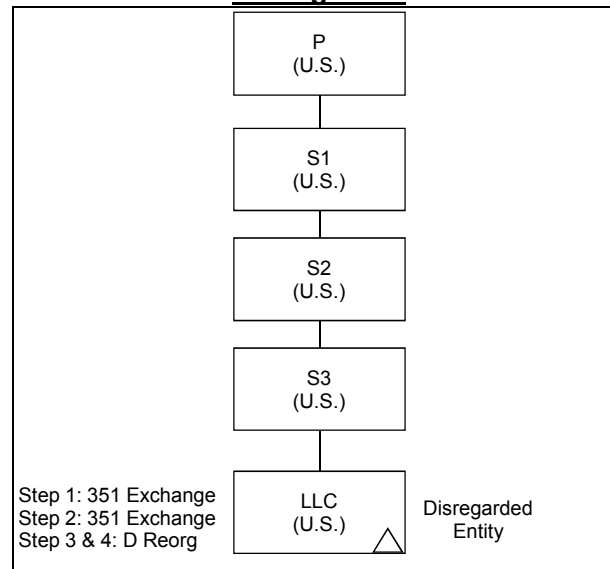 P
(U.S.)
S1
(U.S.)
S2
(U.S.)
S3
(U.S.)
Step 1: 351 Exchange
Step 2: 351 Exchange
Step 3 & 4: D Reorg
LLC
(U.S.)
Disregarded
Entity